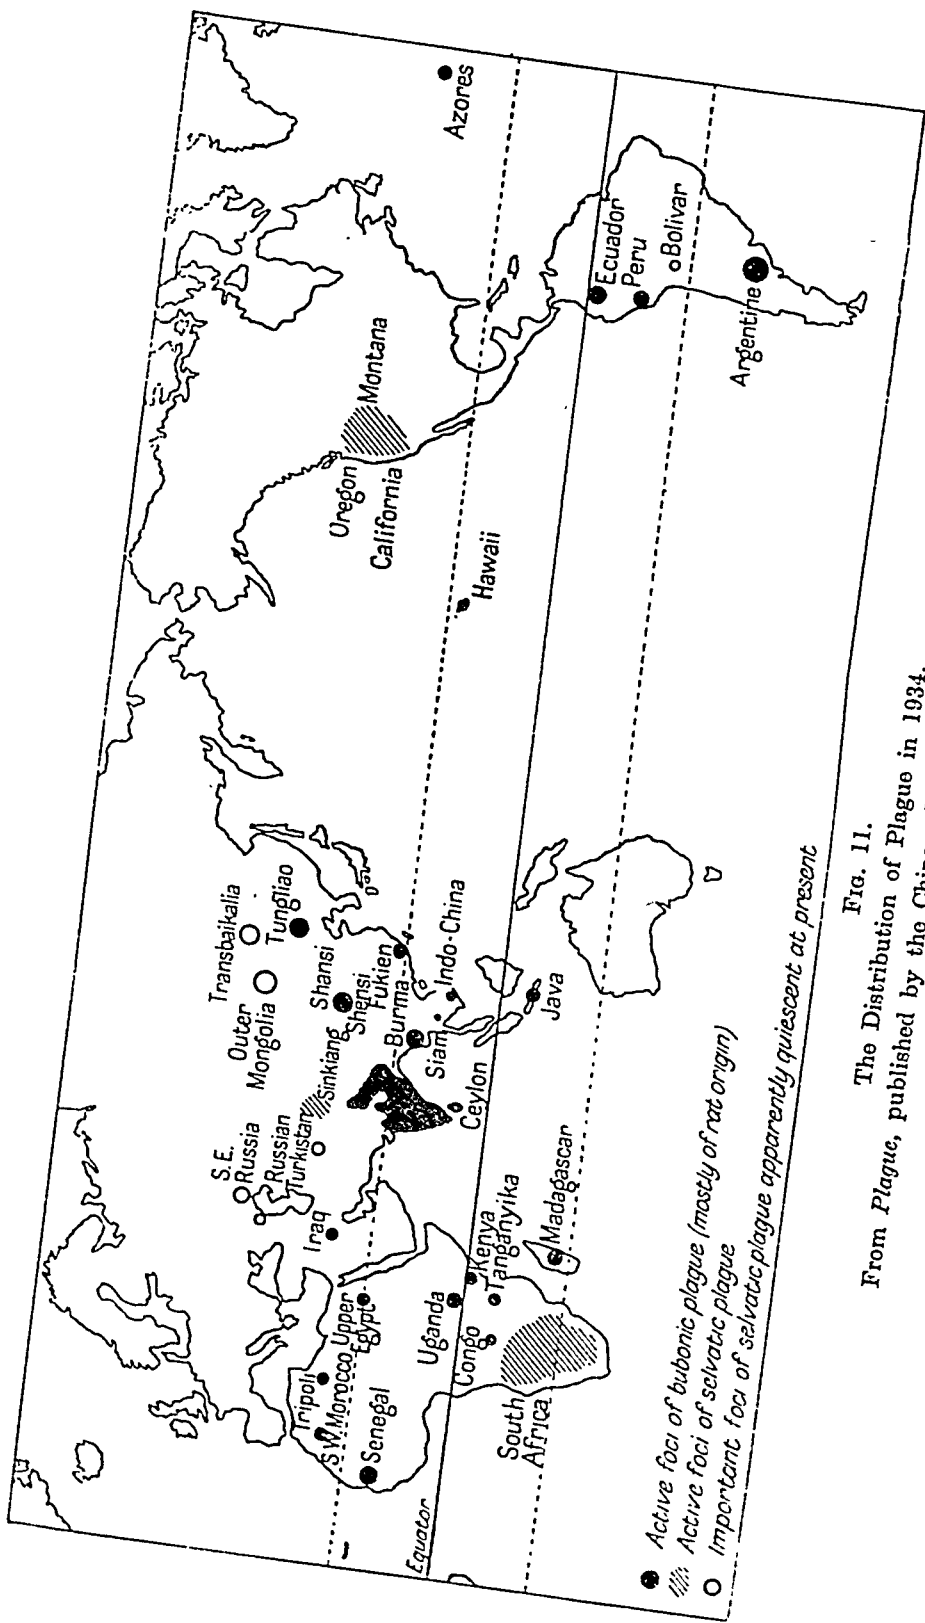 Azores
Montana
Oregon
California
Hawaii
Ecuador
Peru
Bolivar
Argentine
Transbaikalia
Tungliao
Outer
Mongolia
Shansi
Shensi
Fukien
Sinkiang
Burma
Siam
Indo-China
Java
Ceylon
S.E.
Russia
Russian
Turkistan
Iraq
Upper
Egypt
Tripoli
S.W. Morocco
Senegal
Uganda
Kenya
Tanganyika
Congo
Madagascar
South
Africa
Equator
Active foci of bubonic plague (mostly of rat origin)
Active foci of selvatic plague
Important foci of selvatic plague apparently quiescent at present
FIG. 11.
The Distribution of Plague in 1934.
From Plague, published by the China